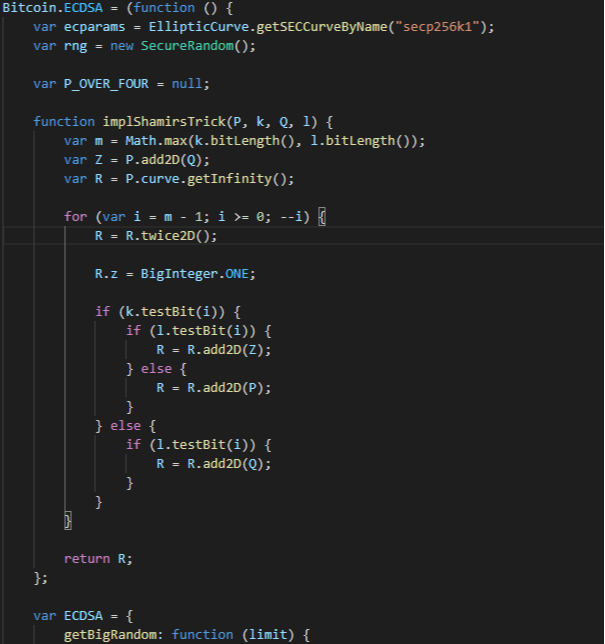 Bitcoin.ECDSA = (function () {
var ecparams = EllipticCurve.getSECCurveByName("secp256k1");
var rng = new SecureRandom();
var P_OVER_FOUR = null;
function implShamirsTrick(P, k, Q, l) {
var m = Math.max(k.bitLength(), l.bitLength());
var Z = P.add2D(Q);
var R = P.curve.getInfinity();
for (var i = m - 1; i >= 0; --i) {
R = R.twice2D();
R.z = BigInteger.ONE;
if (k.testBit(i)) {
if (l.testBit(i)) {
R = R.add2D(Z);
} else {
R = R.add2D(P);
}
} else {
if (l.testBit(i)) {
R = R.add2D(Q);
}
}
}
return R;
};
var ECDSA = {
getBigRandom: function (limit) {